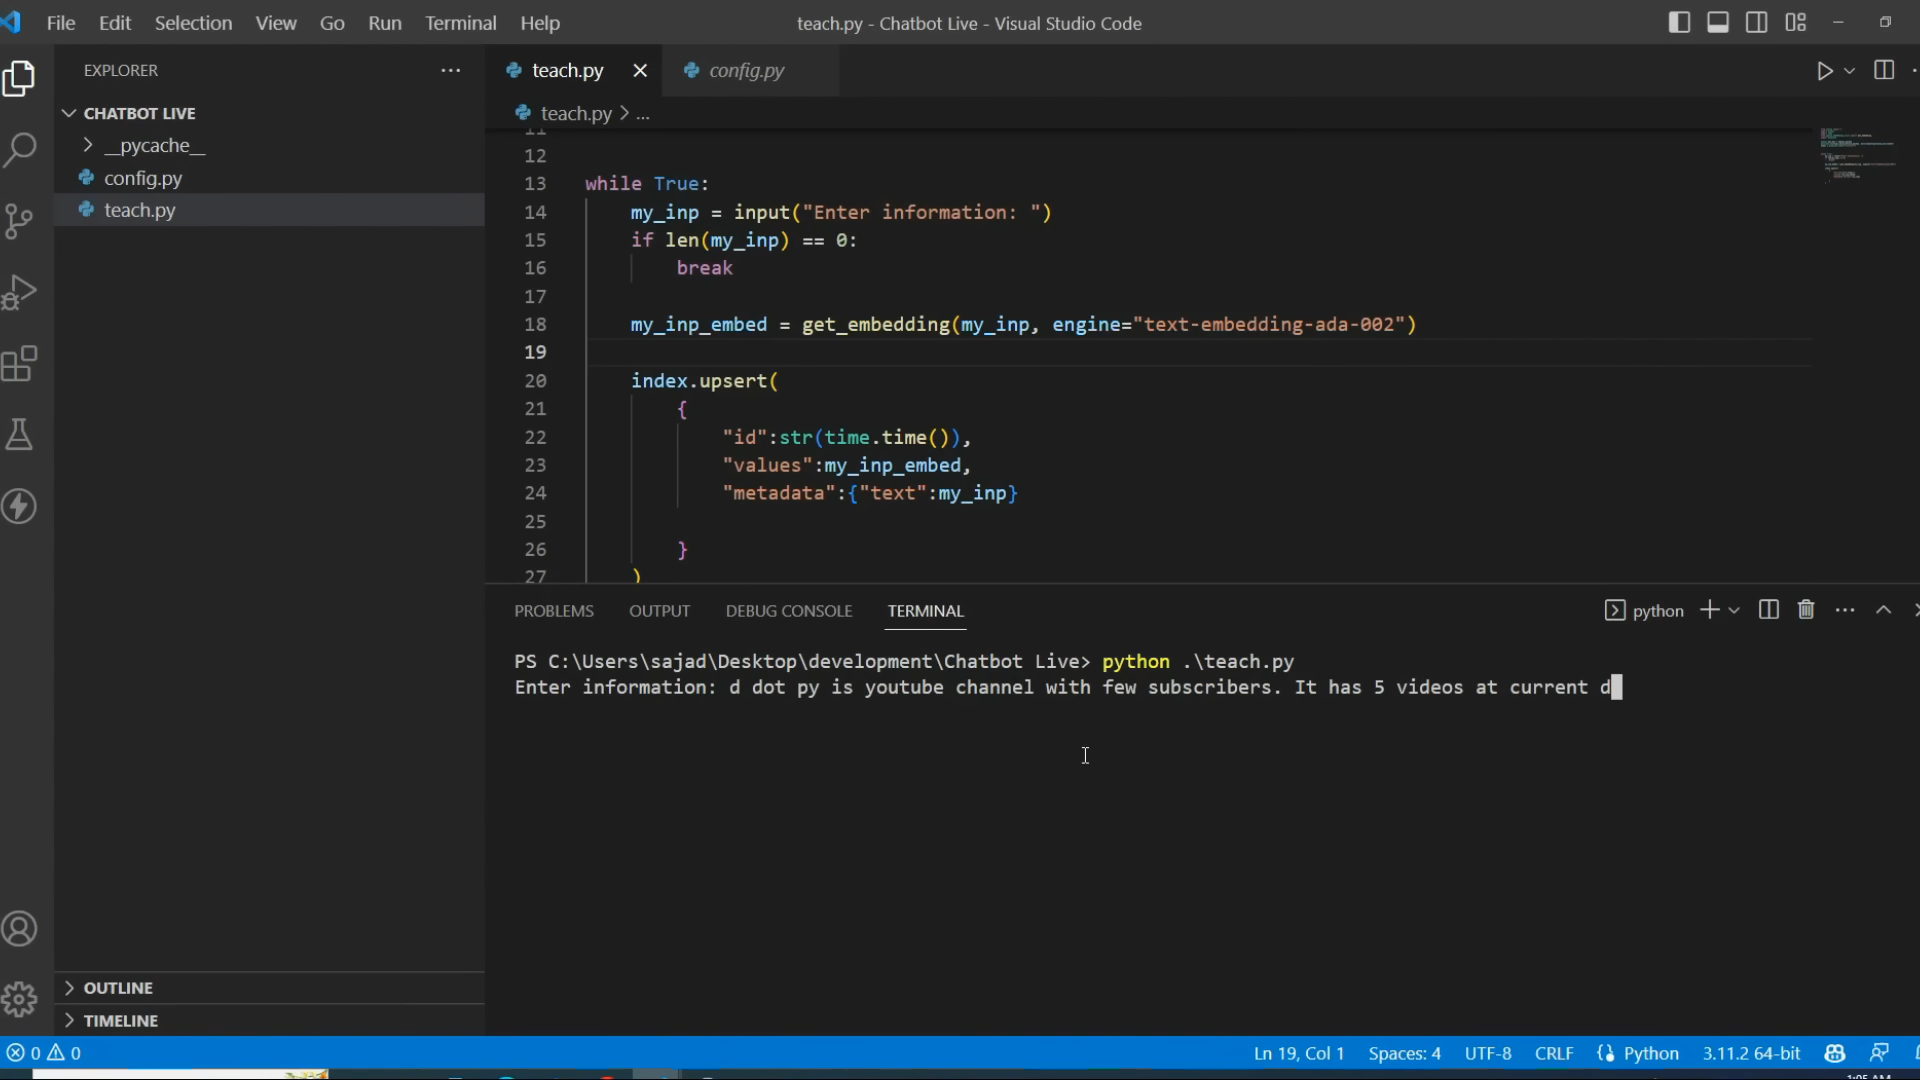 File Edit Selection View Go Run Terminal Help
teach.py - Chatbot Live - Visual Studio Code
EXPLORER
CHATBOT LIVE
__pycache__
config.py
teach.py
OUTLINE
TIMELINE
teach.py config.py
teach.py > ...
11
12
13 while True:
14 my_inp = input("Enter information: ")
15 if len(my_inp) == 0:
16 break
17
18 my_inp_embed = get_embedding(my_inp, engine="text-embedding-ada-002")
19
20 index.upsert(
21 {
22 "id":str(time.time()),
23 "values":my_inp_embed,
24 "metadata":{"text":my_inp}
25
26 }
27 )
PROBLEMS OUTPUT DEBUG CONSOLE TERMINAL
python
PS C:\Users\sajad\Desktop\development\Chatbot Live> python .\teach.py
Enter information: d dot py is youtube channel with few subscribers. It has 5 videos at current d
0 0
Ln 19, Col 1 Spaces: 4 UTF-8 CRLF Python 3.11.2 64-bit